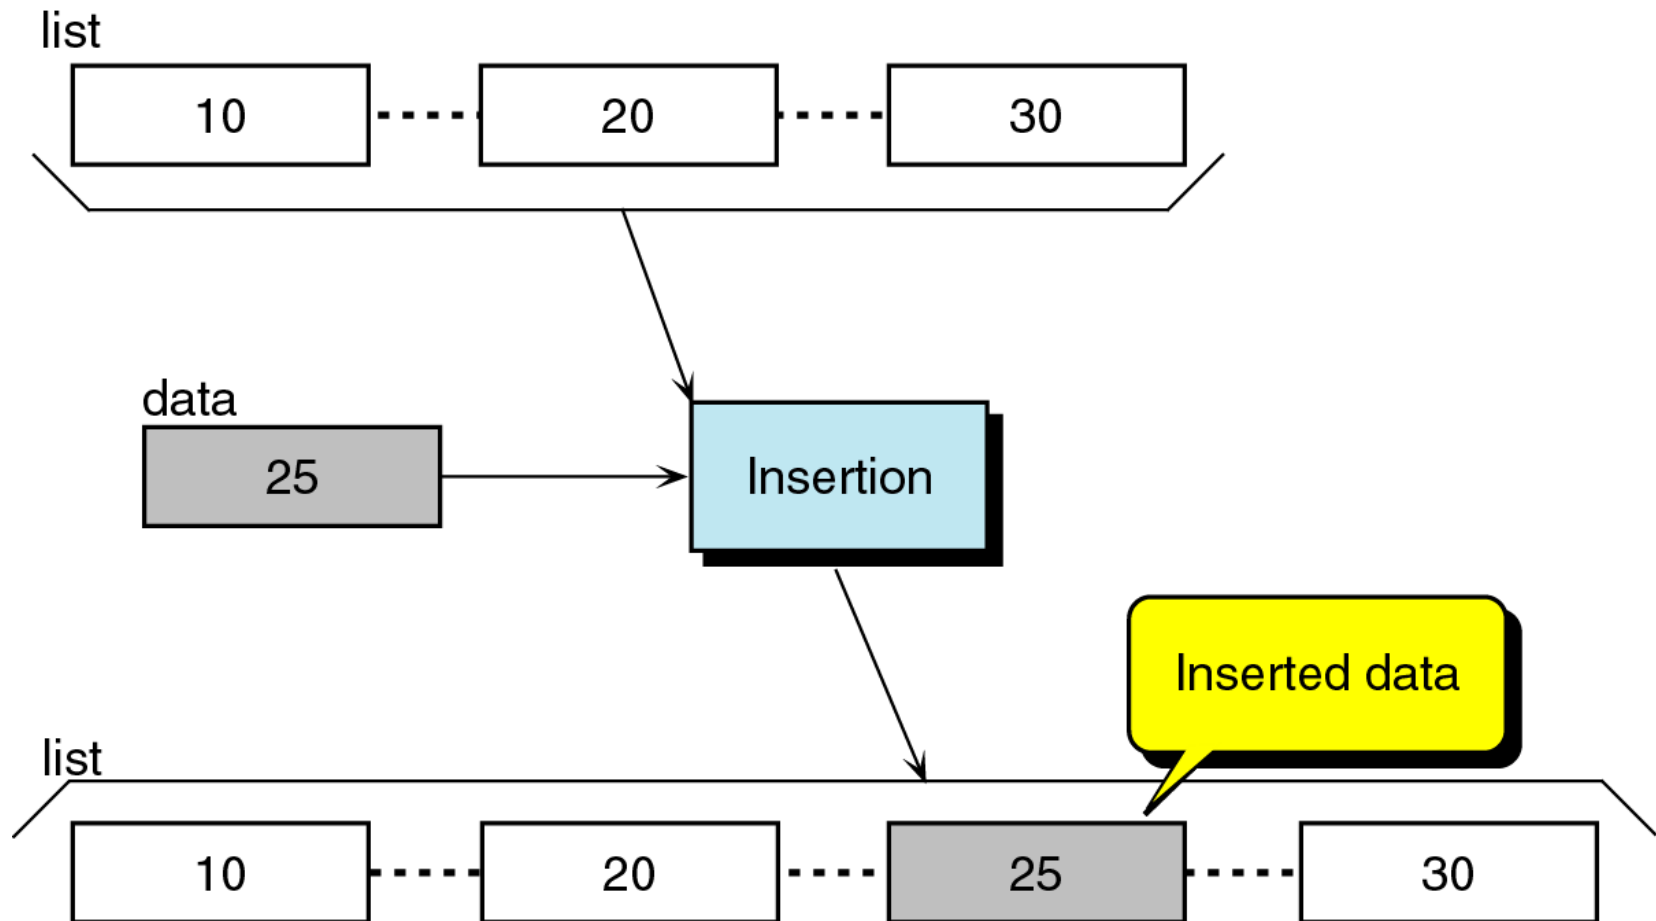 list
10 20 30
data
25
Insertion
Inserted data
list
10 20 25 30